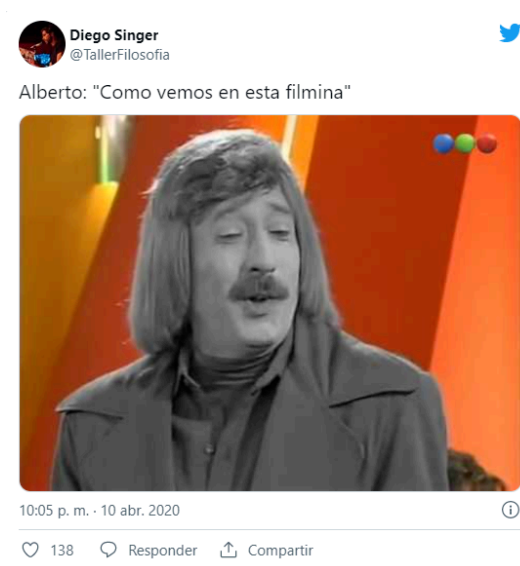 Diego Singer
@TallerFilosofia
Alberto: "Como vemos en esta filmina"
10:05 p. m. · 10 abr. 2020
138 Responder Compartir